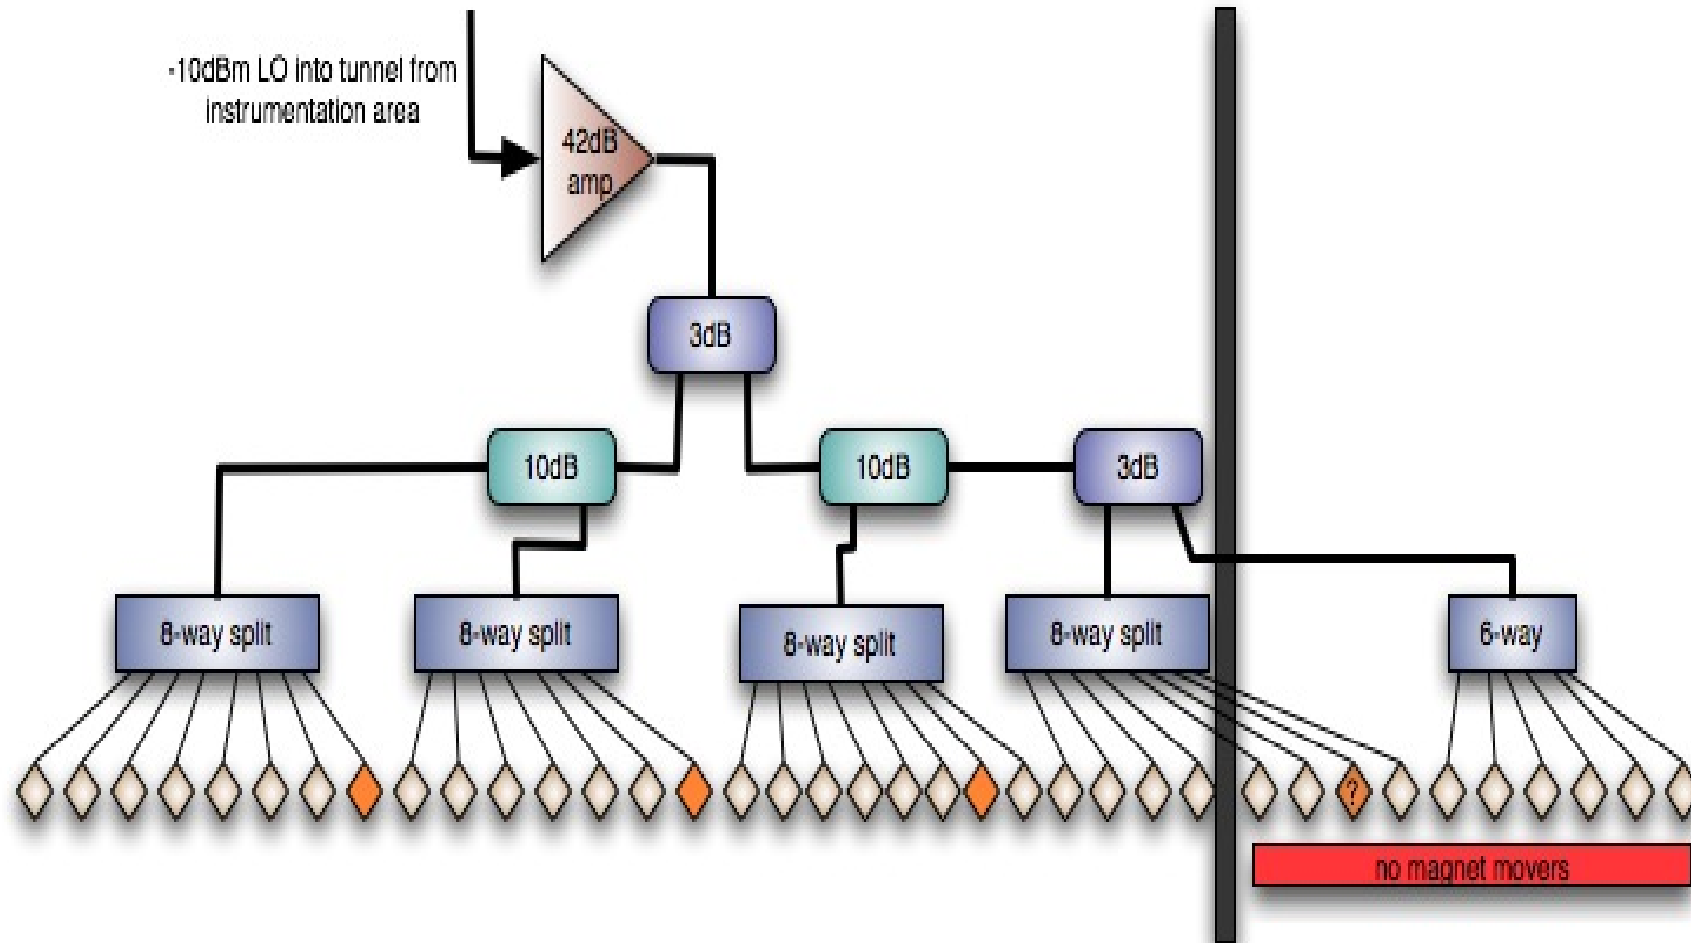 -10dBm LO into tunnel from
instrumentation area
42dB
amp
3dB
10dB
10dB
3dB
8-way split
8-way split
8-way split
8-way split
6-way
?
no magnet movers